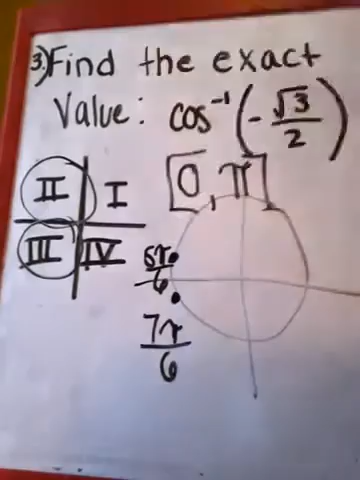 3) Find the exact
Value: cos⁻¹(-√3/2)
II I
[0, π]
III IV
5π/6
7π/6